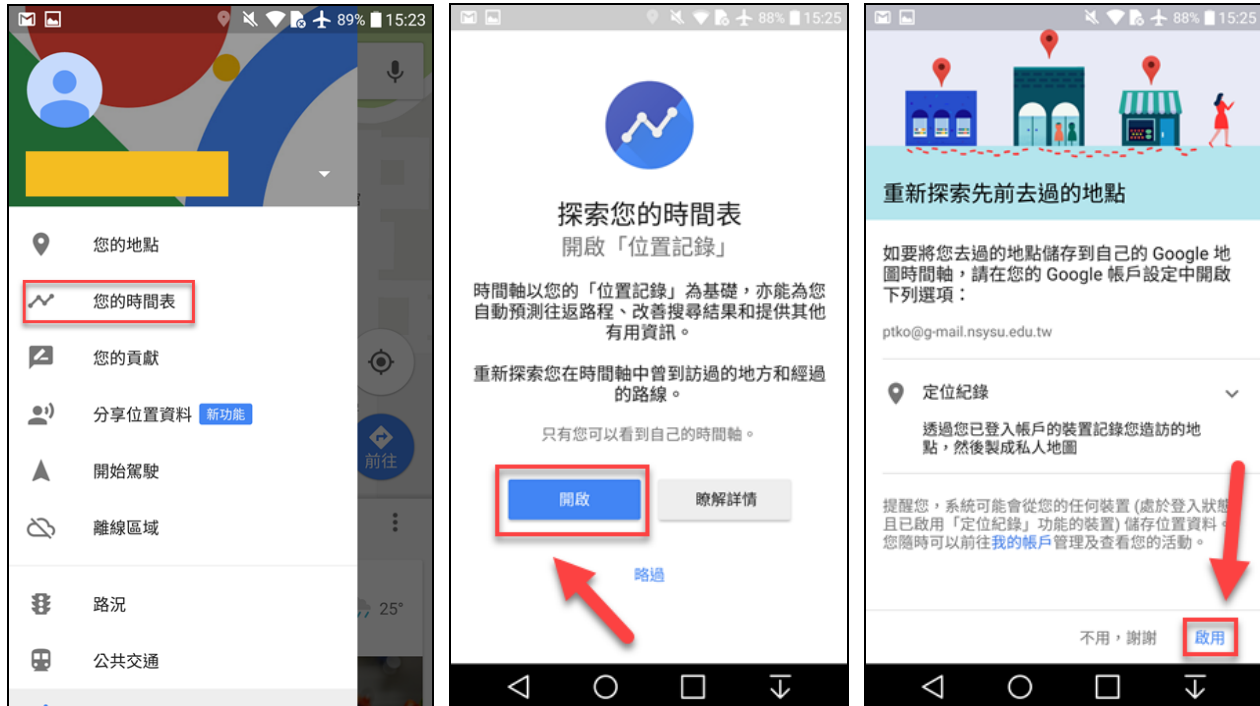 89% 15:23
您的地點
您的時間表
您的貢獻
分享位置資料 新功能
開始駕駛
離線區域
路況
公共交通
前往
25°
88% 15:25
探索您的時間表
開啟「位置記錄」
時間軸以您的「位置記錄」為基礎，亦能為您
自動預測往返路程、改善搜尋結果和提供其他
有用資訊。
重新探索您在時間軸中曾到訪過的地方和經過
的路線。
只有您可以看到自己的時間軸。
開啟 瞭解詳情
略過
88% 15:25
重新探索先前去過的地點
如要將您去過的地點儲存到自己的 Google 地
圖時間軸，請在您的 Google 帳戶設定中開啟
下列選項：
ptko@g-mail.nsysu.edu.tw
定位紀錄
透過您已登入帳戶的裝置記錄您造訪的地
點，然後製成私人地圖
提醒您，系統可能會從您的任何裝置 (處於登入狀態
且已啟用「定位紀錄」功能的裝置) 儲存位置資料。
您隨時可以前往我的帳戶管理及查看您的活動。
不用，謝謝 啟用